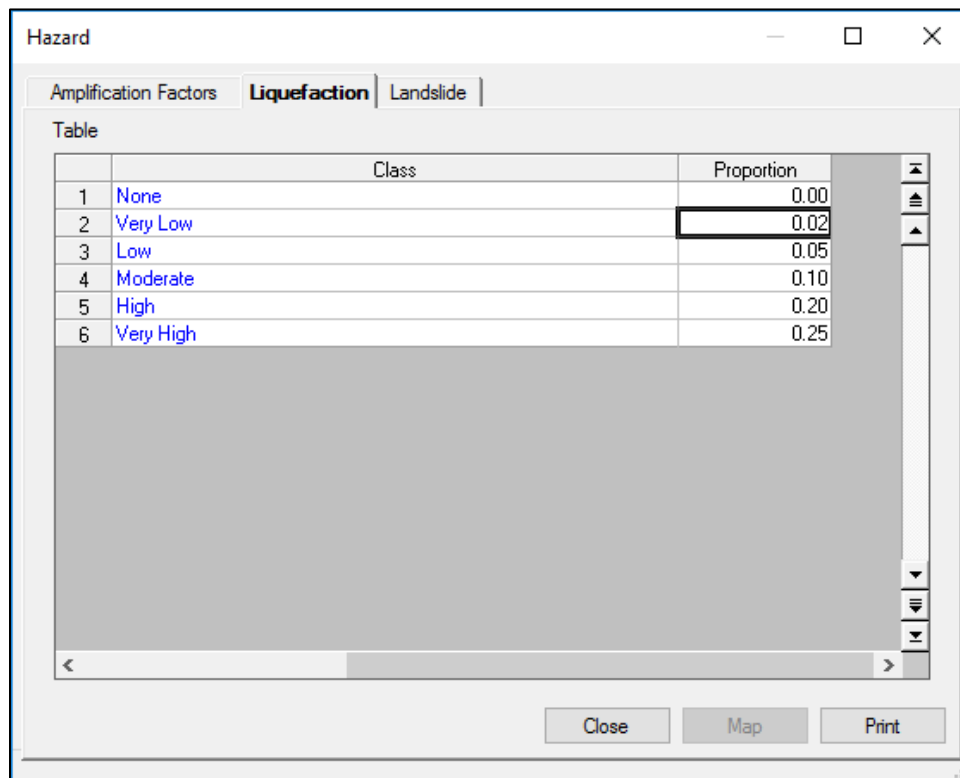 Hazard
Amplification Factors Liquefaction Landslide
Table
Class Proportion
1 None 0.00
2 Very Low 0.02
3 Low 0.05
4 Moderate 0.10
5 High 0.20
6 Very High 0.25
Close Map Print